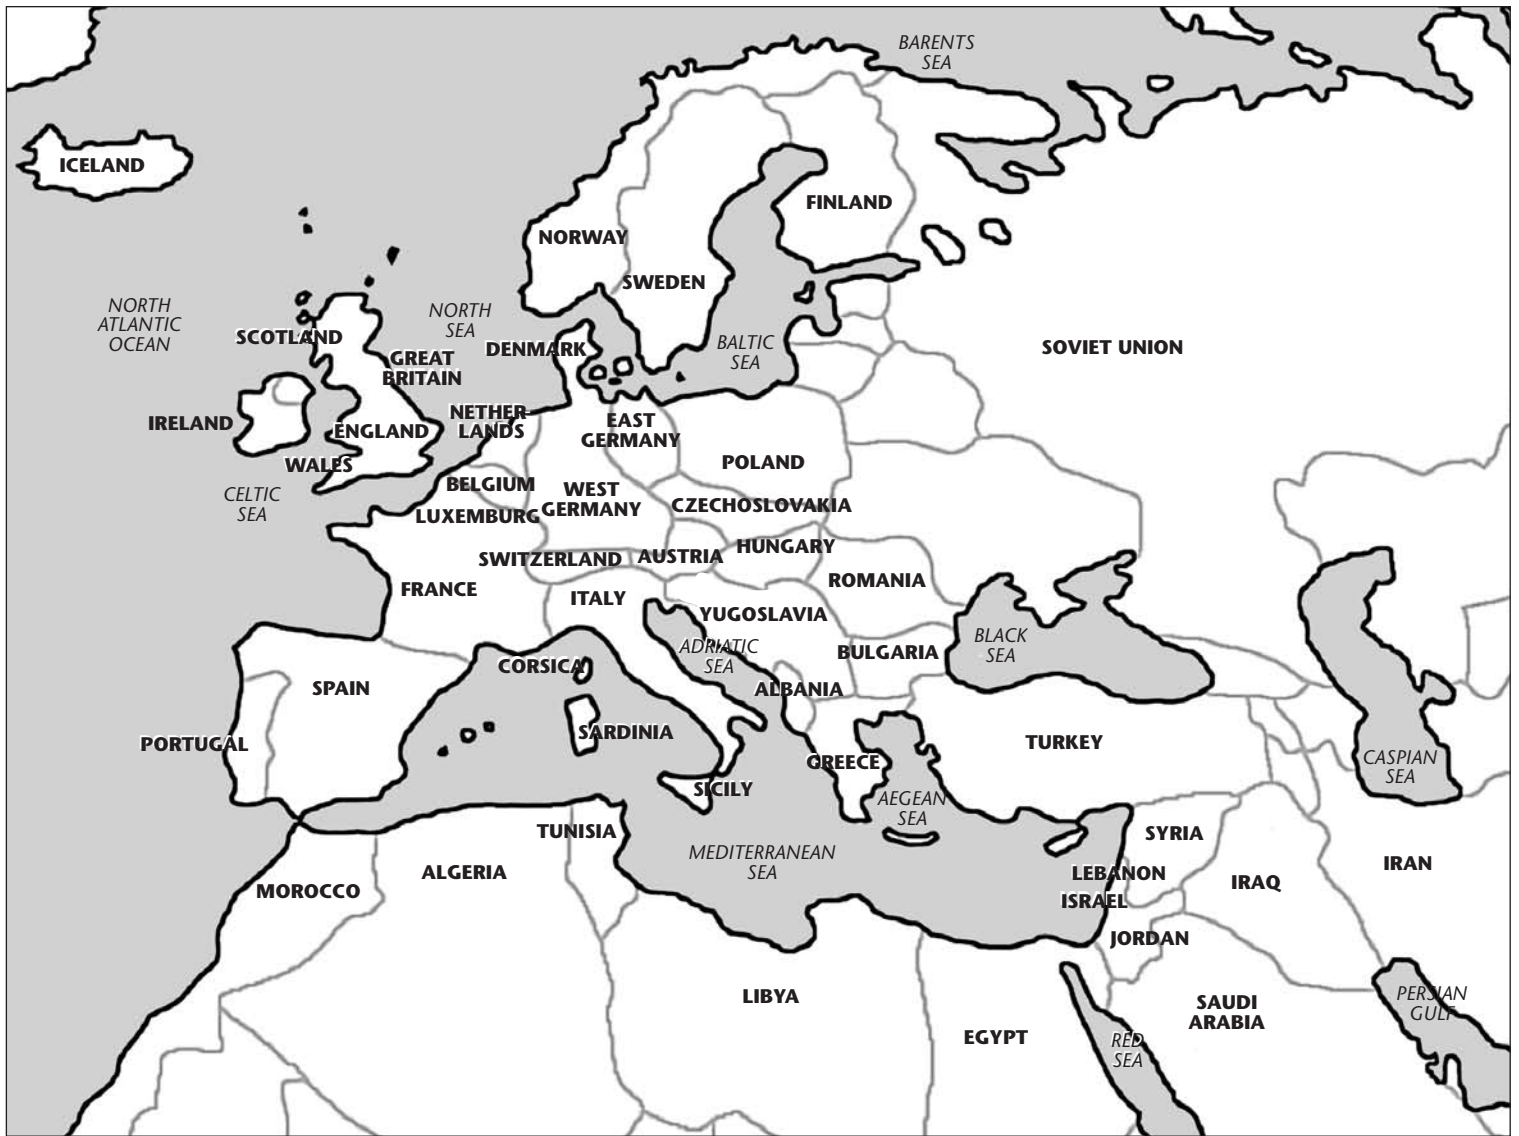 BARENTS
SEA
ICELAND
FINLAND
NORWAY
SWEDEN
NORTH
ATLANTIC
OCEAN
NORTH
SEA
SCOTLAND
DENMARK
BALTIC
SEA
SOVIET UNION
GREAT
BRITAIN
IRELAND
NETHER
LANDS
ENGLAND
EAST
GERMANY
WALES
POLAND
CELTIC
SEA
BELGIUM
WEST
GERMANY
CZECHOSLOVAKIA
LUXEMBURG
SWITZERLAND
AUSTRIA
HUNGARY
FRANCE
ITALY
ROMANIA
YUGOSLAVIA
ADRIATIC
SEA
BULGARIA
BLACK
SEA
CORSICA
SPAIN
ALBANIA
PORTUGAL
SARDINIA
TURKEY
GREECE
CASPIAN
SEA
SICILY
AEGEAN
SEA
TUNISIA
SYRIA
MEDITERRANEAN
SEA
ALGERIA
LEBANON
IRAN
MOROCCO
IRAQ
ISRAEL
JORDAN
LIBYA
PERSIAN
GULF
SAUDI
ARABIA
EGYPT
RED
SEA